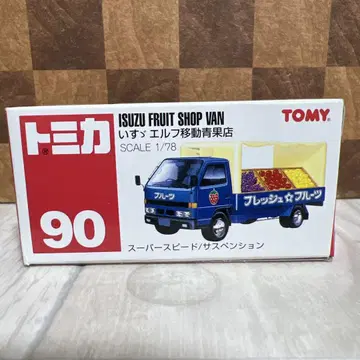 トミカ
90
ISUZU FRUIT SHOP VAN
いすゞ エルフ移動青果店
SCALE 1/78
TOMY
フルーツ
フレッシュ☆フルーツ
スーパースピード/サスペンション